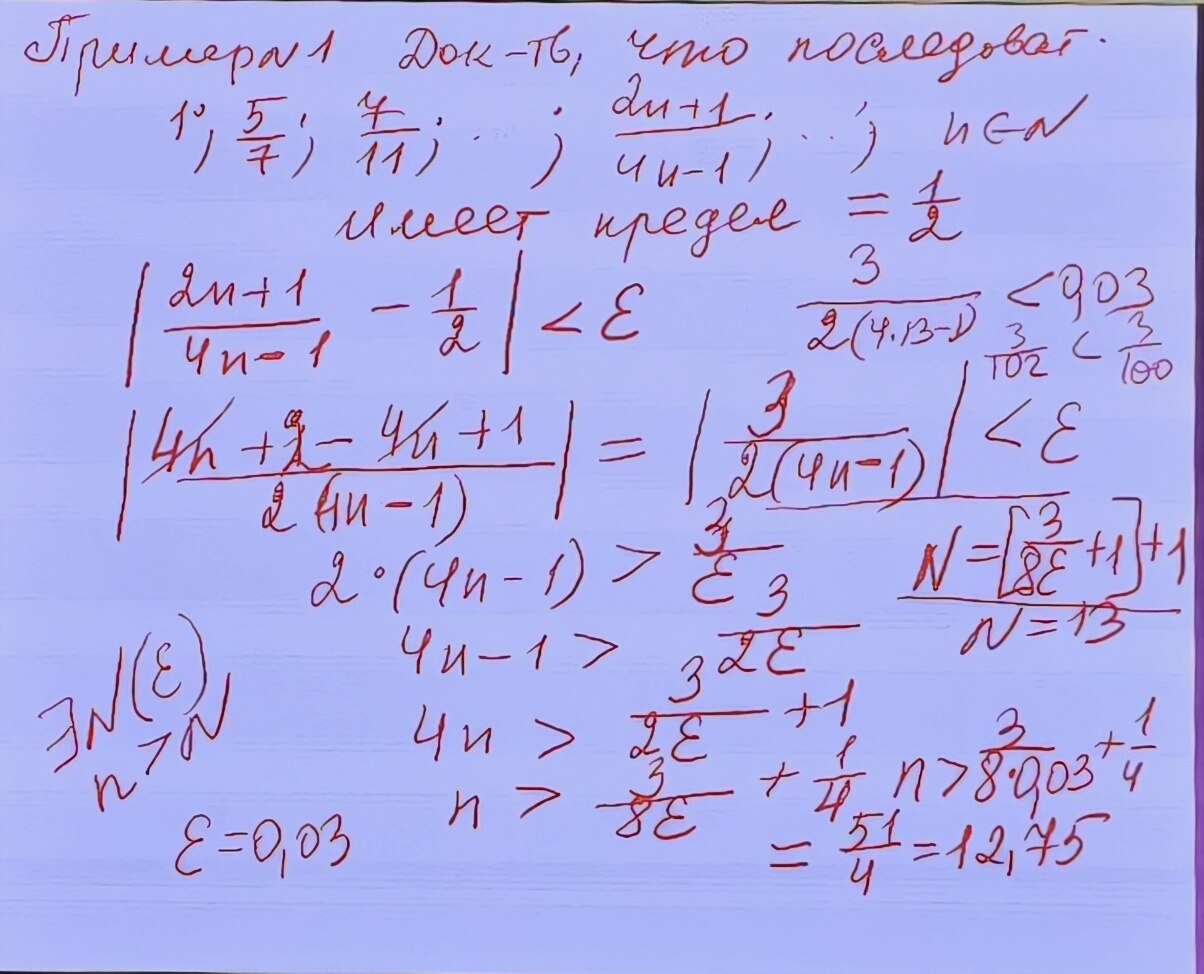 Пример N1 Док-ть, что последоват.
1; 5/7; 7/11; ...; (2n+1)/(4n-1); ...; n∈N
имеет предел = 1/2
|(2n+1)/(4n-1) - 1/2| < ε
3/(2(4·13-1)) < 0,03
3/102 < 3/100
|(4n+2-4n+1)/(2(4n-1))| = |3/(2(4n-1))| < ε
2·(4n-1) > 3/ε
N = [3/(8ε) +1]+1
4n-1 > 3/(2ε)
N=13
∃N(ε)
n>N
4n > 3/(2ε) +1
n > 3/(8ε) + 1/4
n > 3/(8·0,03) + 1/4
ε=0,03
= 51/4 = 12,75